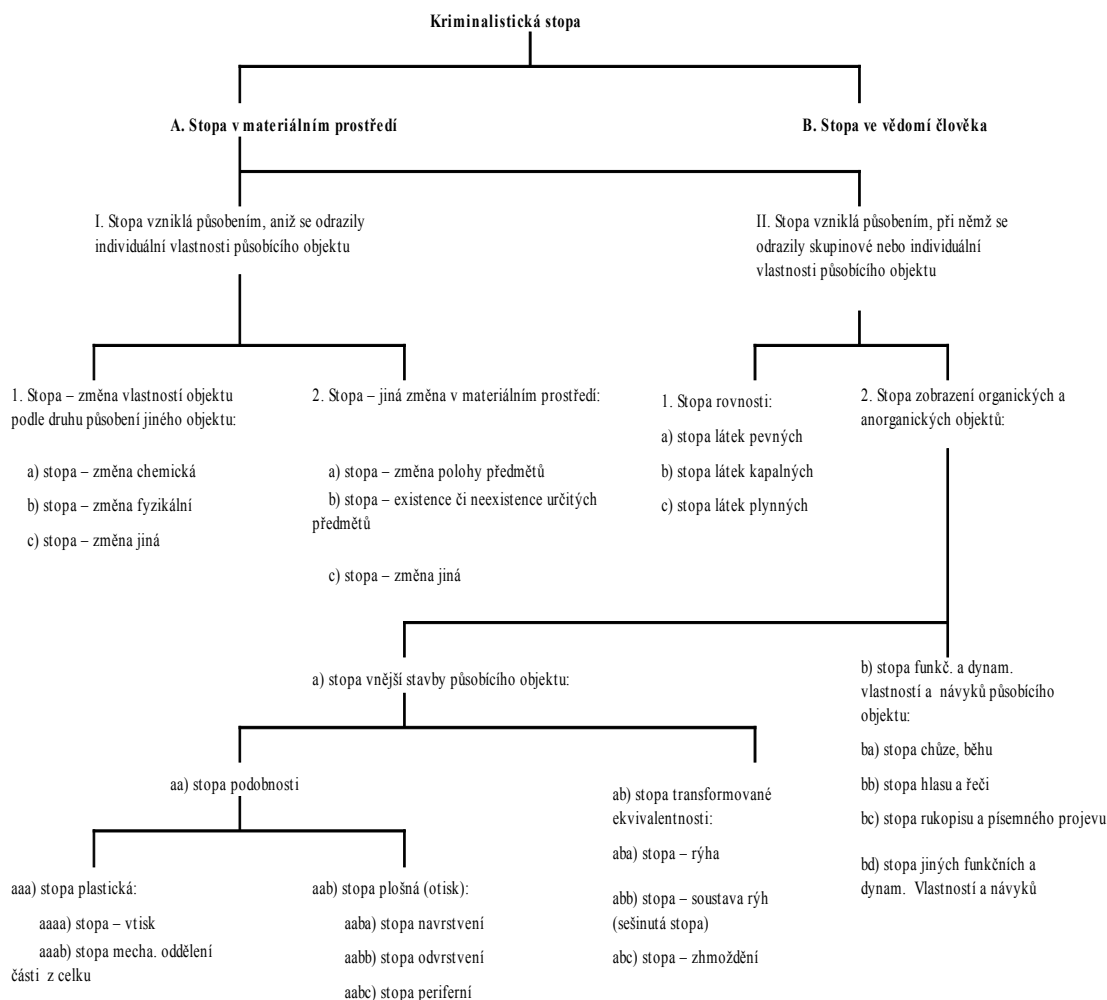 Kriminalistická stopa
A. Stopa v materiálním prostředí
B. Stopa ve vědomí člověka
I. Stopa vzniklá působením, aniž se odrazily
individuální vlastnosti působícího objektu
II. Stopa vzniklá působením, při němž se
odrazily skupinové nebo individuální
vlastnosti působícího objektu
1. Stopa – změna vlastností objektu
podle druhu působení jiného objektu:
a) stopa – změna chemická
b) stopa – změna fyzikální
c) stopa – změna jiná
2. Stopa – jiná změna v materiálním prostředí:
a) stopa – změna polohy předmětů
b) stopa – existence či neexistence určitých
předmětů
c) stopa – změna jiná
1. Stopa rovnosti:
a) stopa látek pevných
b) stopa látek kapalných
c) stopa látek plynných
2. Stopa zobrazení organických a
anorganických objektů:
a) stopa vnější stavby působícího objektu:
b) stopa funkč. a dynam.
vlastností a návyků působícího
objektu:
ba) stopa chůze, běhu
bb) stopa hlasu a řeči
bc) stopa rukopisu a písemného projevu
bd) stopa jiných funkčních a
dynam. Vlastností a návyků
aa) stopa podobnosti
ab) stopa transformované
ekvivalentnosti:
aba) stopa – rýha
abb) stopa – soustava rýh
(sešinutá stopa)
abc) stopa – zhmoždění
aaa) stopa plastická:
aaaa) stopa – vtisk
aaab) stopa mecha. oddělení
části z celku
aab) stopa plošná (otisk):
aaba) stopa navrstvení
aabb) stopa odvrstvení
aabc) stopa periferní